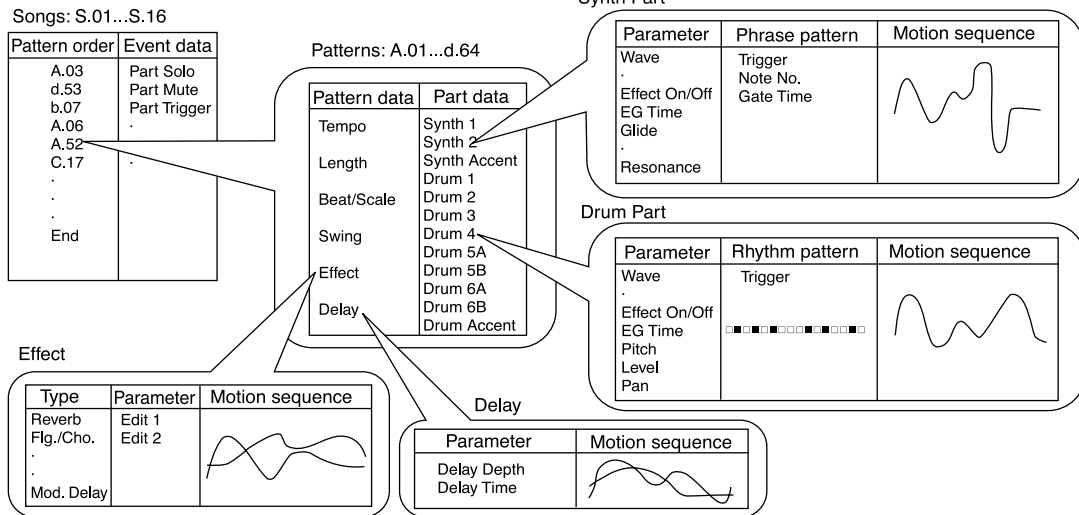 Synth Part
Songs: S.01...S.16
Pattern order Event data
A.03 Part Solo
d.53 Part Mute
b.07 Part Trigger
A.06 .
A.52
C.17 .
.
.
.
End
Patterns: A.01...d.64
Pattern data Part data
Tempo
Length
Beat/Scale
Swing
Effect
Delay
Synth 1
Synth 2
Synth Accent
Drum 1
Drum 2
Drum 3
Drum 4
Drum 5A
Drum 5B
Drum 6A
Drum 6B
Drum Accent
Parameter Phrase pattern Motion sequence
Wave
.
Effect On/Off
EG Time
Glide
.
Resonance
Trigger
Note No.
Gate Time
Drum Part
Parameter Rhythm pattern Motion sequence
Wave
.
Effect On/Off
EG Time
Pitch
Level
Pan
Trigger
Effect
Type Parameter Motion sequence
Reverb Edit 1
Flg./Cho. Edit 2
.
.
Mod. Delay
Delay
Parameter Motion sequence
Delay Depth
Delay Time